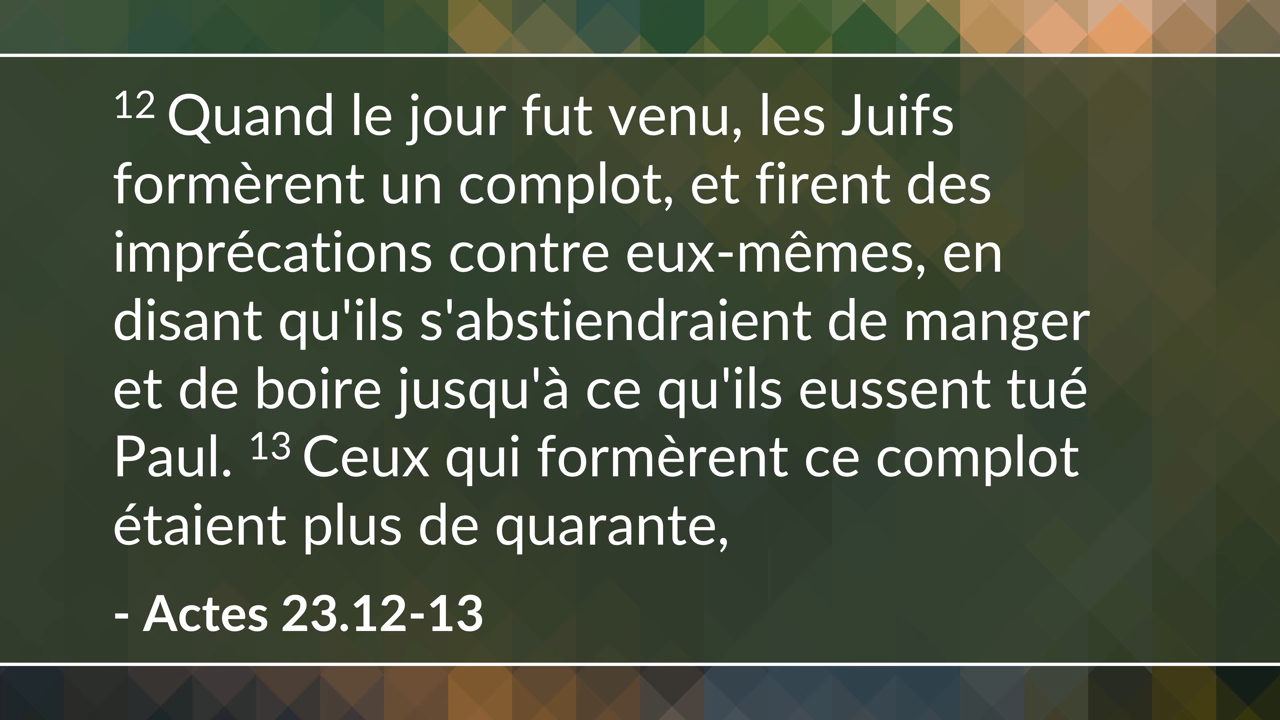 12 Quand le jour fut venu, les Juifs
formèrent un complot, et firent des
imprécations contre eux-mêmes, en
disant qu'ils s'abstiendraient de manger
et de boire jusqu'à ce qu'ils eussent tué
Paul. 13 Ceux qui formèrent ce complot
étaient plus de quarante,
- Actes 23.12-13